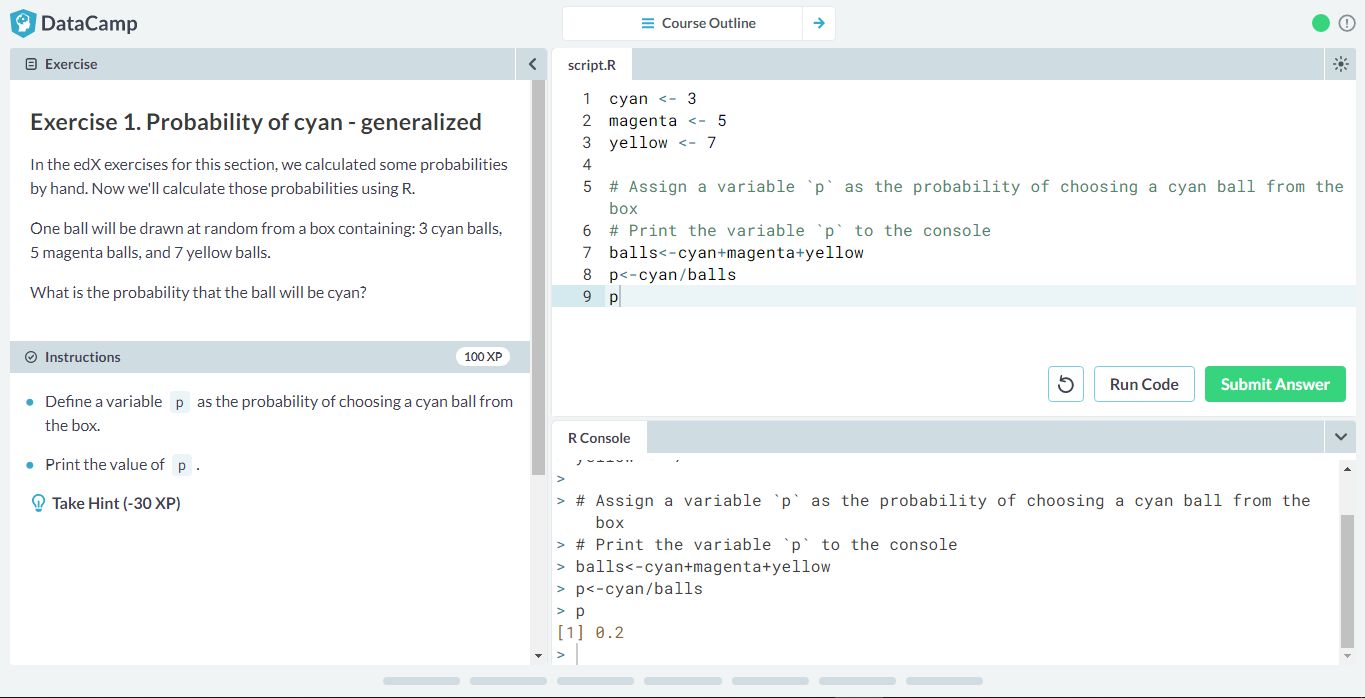 DataCamp
Course Outline
Exercise
Exercise 1. Probability of cyan - generalized
In the edX exercises for this section, we calculated some probabilities
by hand. Now we'll calculate those probabilities using R.
One ball will be drawn at random from a box containing: 3 cyan balls,
5 magenta balls, and 7 yellow balls.
What is the probability that the ball will be cyan?
Instructions
100 XP
Define a variable p as the probability of choosing a cyan ball from
the box.
Print the value of p .
Take Hint (-30 XP)
script.R
1 cyan <- 3
2 magenta <- 5
3 yellow <- 7
4
5 # Assign a variable `p` as the probability of choosing a cyan ball from the
box
6 # Print the variable `p` to the console
7 balls<-cyan+magenta+yellow
8 p<-cyan/balls
9 p
Run Code
Submit Answer
R Console
>
> # Assign a variable `p` as the probability of choosing a cyan ball from the
box
> # Print the variable `p` to the console
> balls<-cyan+magenta+yellow
> p<-cyan/balls
> p
[1] 0.2
>